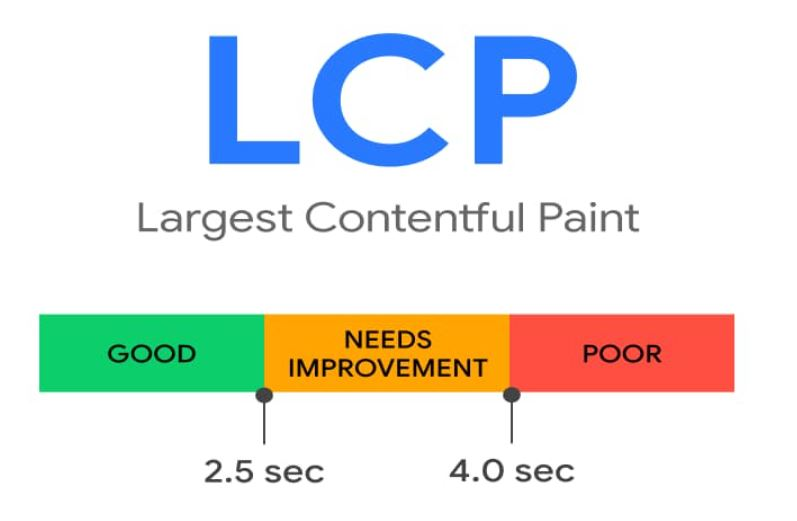 LCP
Largest Contentful Paint
GOOD
NEEDS
IMPROVEMENT
POOR
2.5 sec
4.0 sec